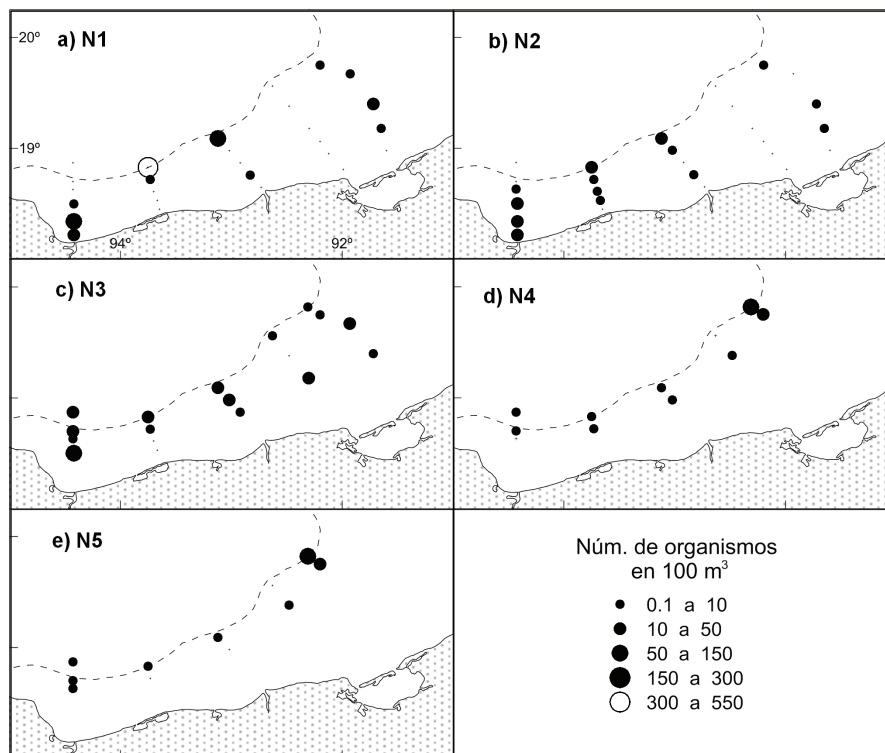 20º
a) N1
19º
94º
92º
b) N2
c) N3
d) N4
e) N5
Núm. de organismos
en 100 m³
0.1 a 10
10 a 50
50 a 150
150 a 300
300 a 550